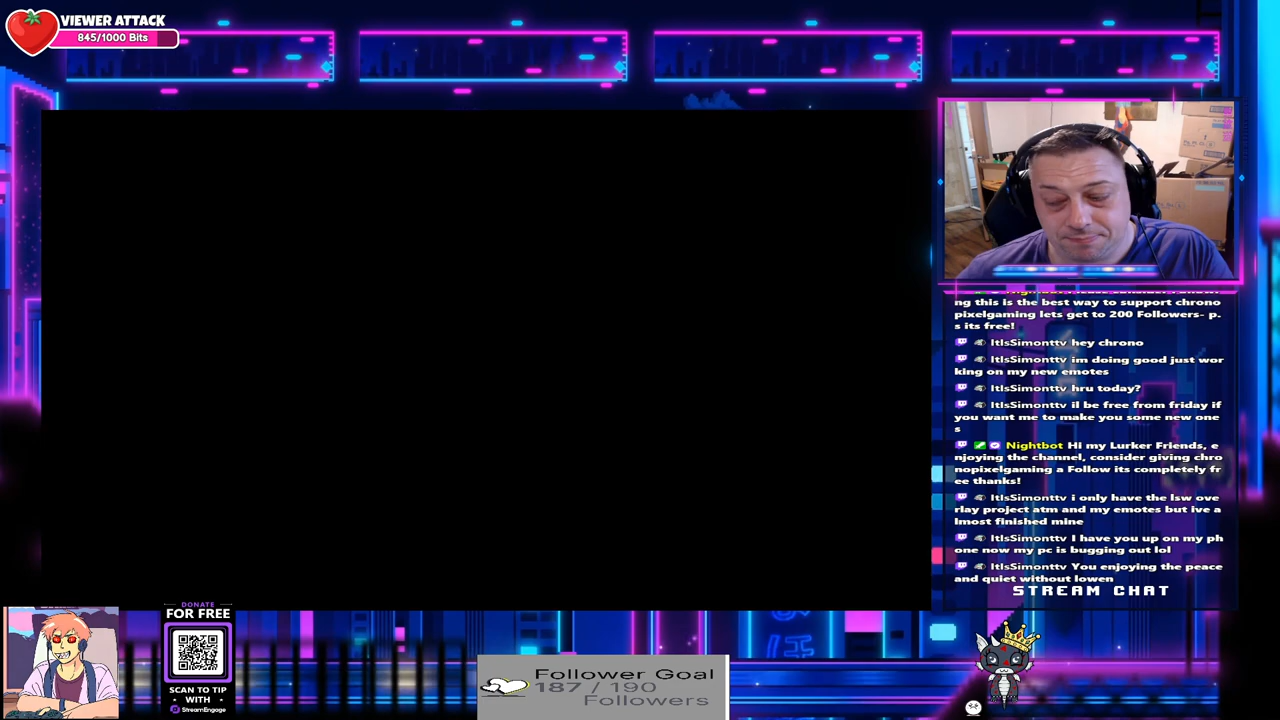 VIEWER ATTACK
845/1000 Bits
ng this is the best way to support chrono
pixelgaming lets get to 200 Followers- p.
s its free!
ItIsSimonttv hey chrono
ItIsSimonttv im doing good just wor
king on my new emotes
ItIsSimonttv hru today?
ItIsSimonttv il be free from friday if
you want me to make you some new one
s
Nightbot Hi my Lurker Friends, e
njoying the channel, consider giving chro
nopixelgaming a Follow its completely fr
ee thanks!
ItIsSimonttv i only have the lsw ove
rlay project atm and my emotes but ive a
lmost finished mine
ItIsSimonttv I have you up on my ph
one now my pc is bugging out lol
ItIsSimonttv You enjoying the peace
and quiet without lowen
STREAM CHAT
DONATE
FOR FREE
SCAN TO TIP
- WITH -
StreamEngage
Follower Goal
187 / 190
Followers